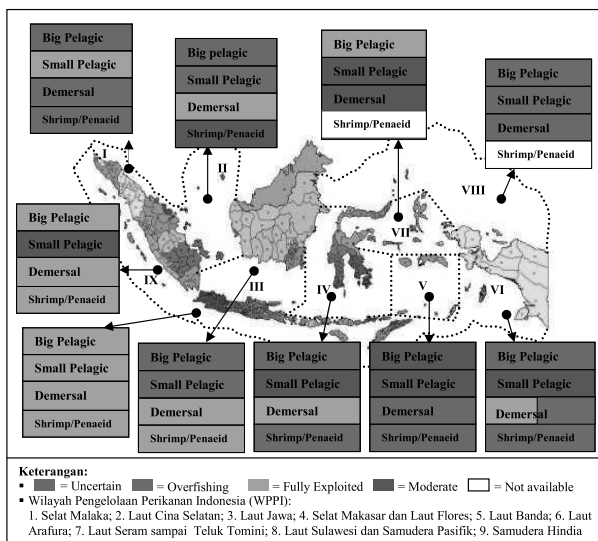 Big Pelagic
Small Pelagic
Demersal
Shrimp/Penaeid
Big pelagic
Small Pelagic
Demersal
Shrimp/Penaeid
Big Pelagic
Small Pelagic
Demersal
Shrimp/Penaeid
Big Pelagic
Small Pelagic
Demersal
Shrimp/Penaeid
I
II
VII
VIII
Big Pelagic
Small Pelagic
Demersal
Shrimp/Penaeid
IX
III
IV
V
VI
Big Pelagic
Small Pelagic
Demersal
Shrimp/Penaeid
Big Pelagic
Small Pelagic
Demersal
Shrimp/Penaeid
Big Pelagic
Small Pelagic
Demersal
Shrimp/Penaeid
Big Pelagic
Small Pelagic
Demersal
Shrimp/Penaeid
Big Pelagic
Small Pelagic
Demersal
Shrimp/Penaeid
Keterangan:
▪ = Uncertain = Overfishing = Fully Exploited = Moderate = Not available
▪ Wilayah Pengelolaan Perikanan Indonesia (WPPI):
1. Selat Malaka; 2. Laut Cina Selatan; 3. Laut Jawa; 4. Selat Makasar dan Laut Flores; 5. Laut Banda; 6. Laut
Arafura; 7. Laut Seram sampai Teluk Tomini; 8. Laut Sulawesi dan Samudera Pasifik; 9. Samudera Hindia